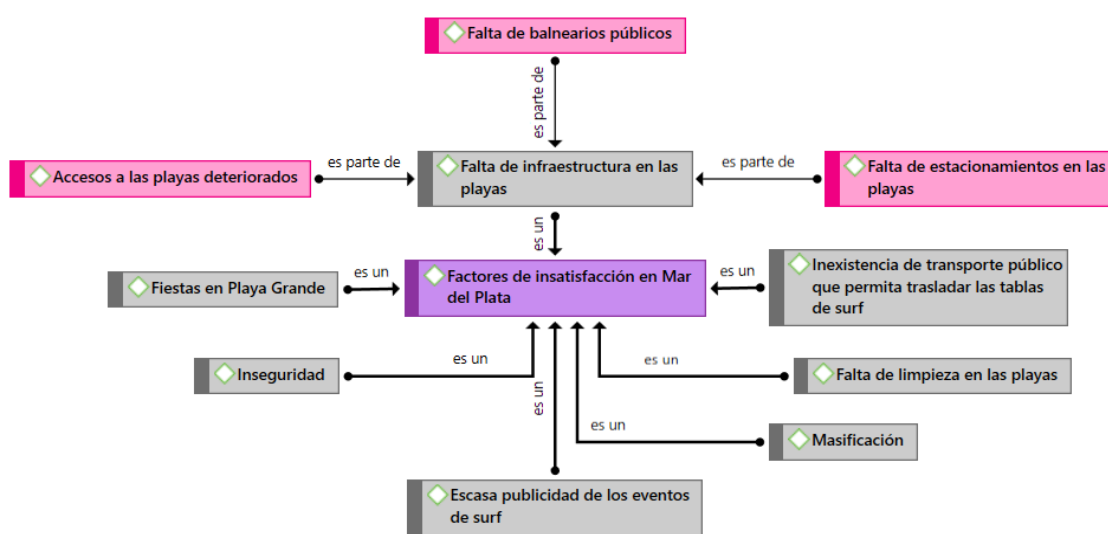 Falta de balnearios públicos
es parte de
Accesos a las playas deteriorados
es parte de
Falta de infraestructura en las
playas
es parte de
Falta de estacionamientos en las
playas
es un
Fiestas en Playa Grande
es un
Factores de insatisfacción en Mar
del Plata
es un
Inexistencia de transporte público
que permita trasladar las tablas
de surf
Inseguridad
es un
es un
es un
Falta de limpieza en las playas
es un
Masificación
Escasa publicidad de los eventos
de surf